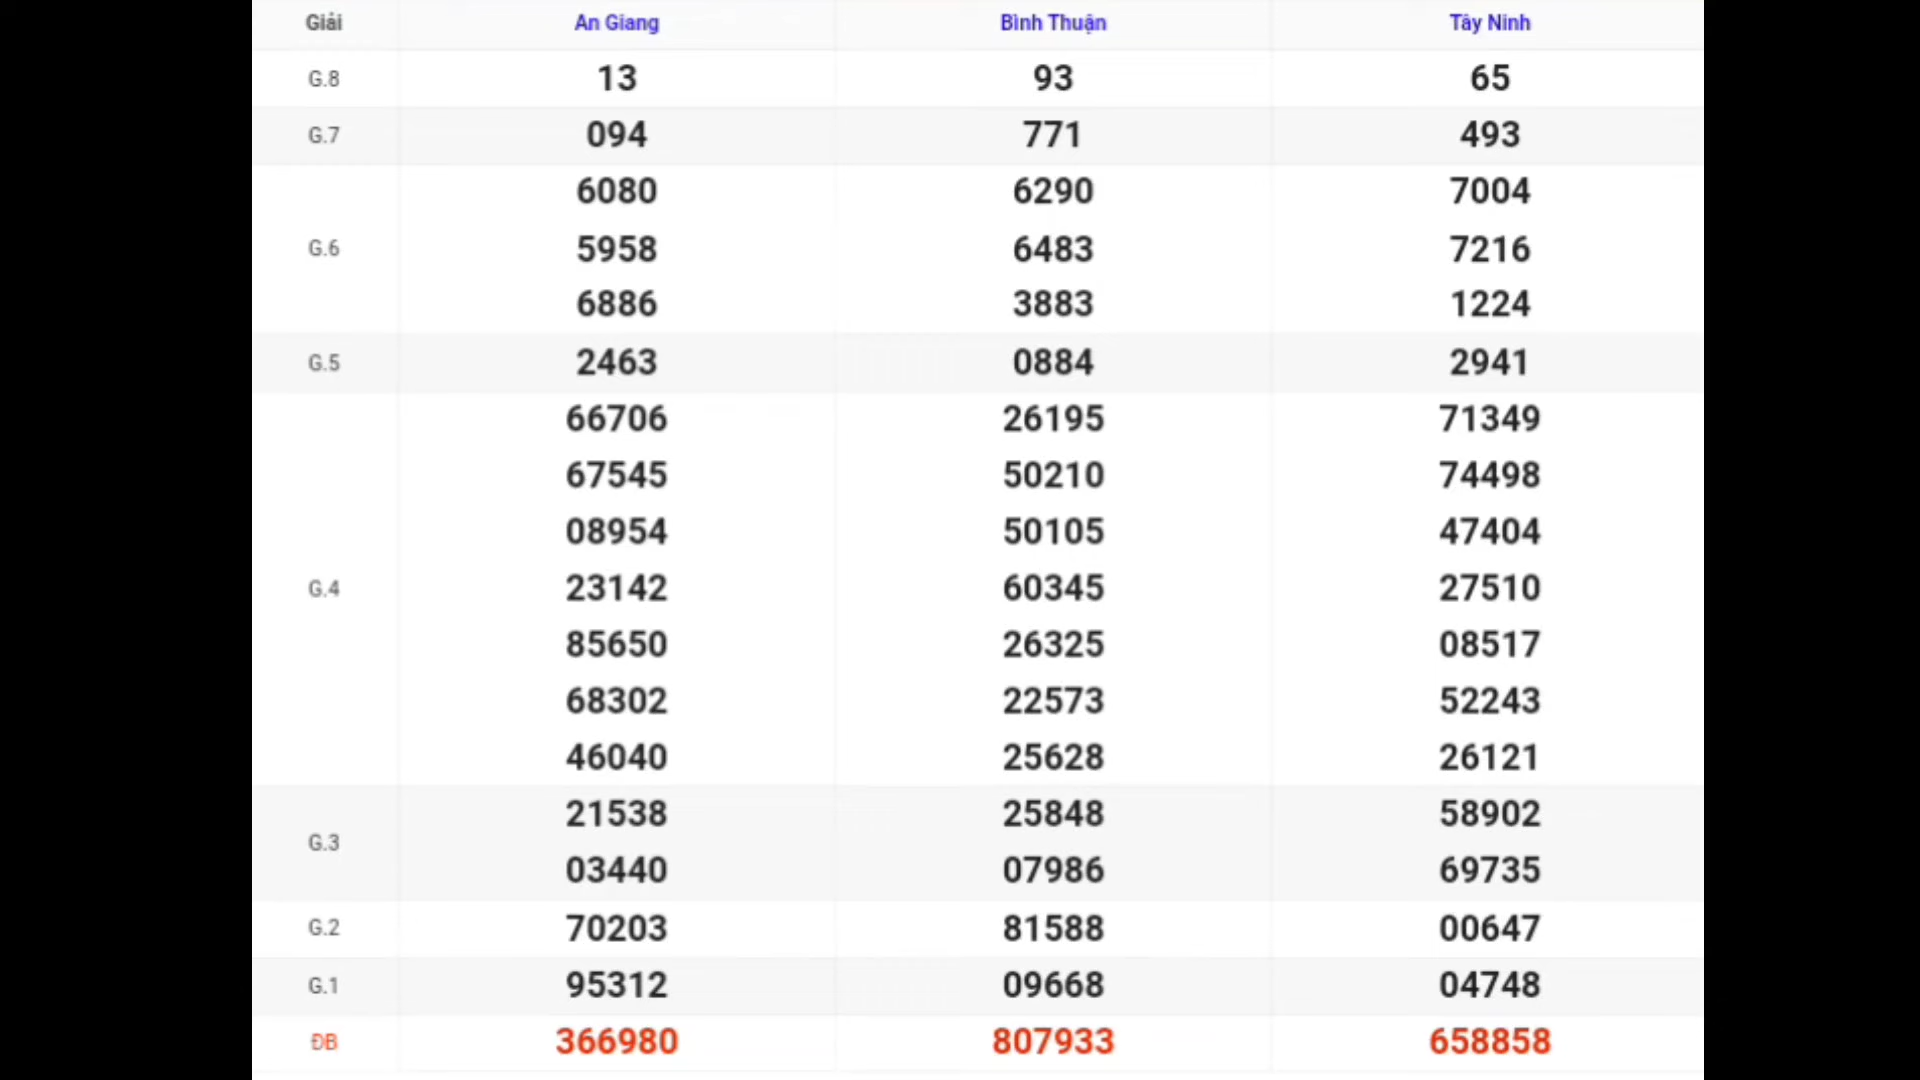 Giải An Giang Bình Thuận Tây Ninh
G.8 13 93 65
G.7 094 771 493
6080 6290 7004
G.6 5958 6483 7216
6886 3883 1224
G.5 2463 0884 2941
66706 26195 71349
67545 50210 74498
08954 50105 47404
G.4 23142 60345 27510
85650 26325 08517
68302 22573 52243
46040 25628 26121
G.3 21538 25848 58902
03440 07986 69735
G.2 70203 81588 00647
G.1 95312 09668 04748
ĐB 366980 807933 658858